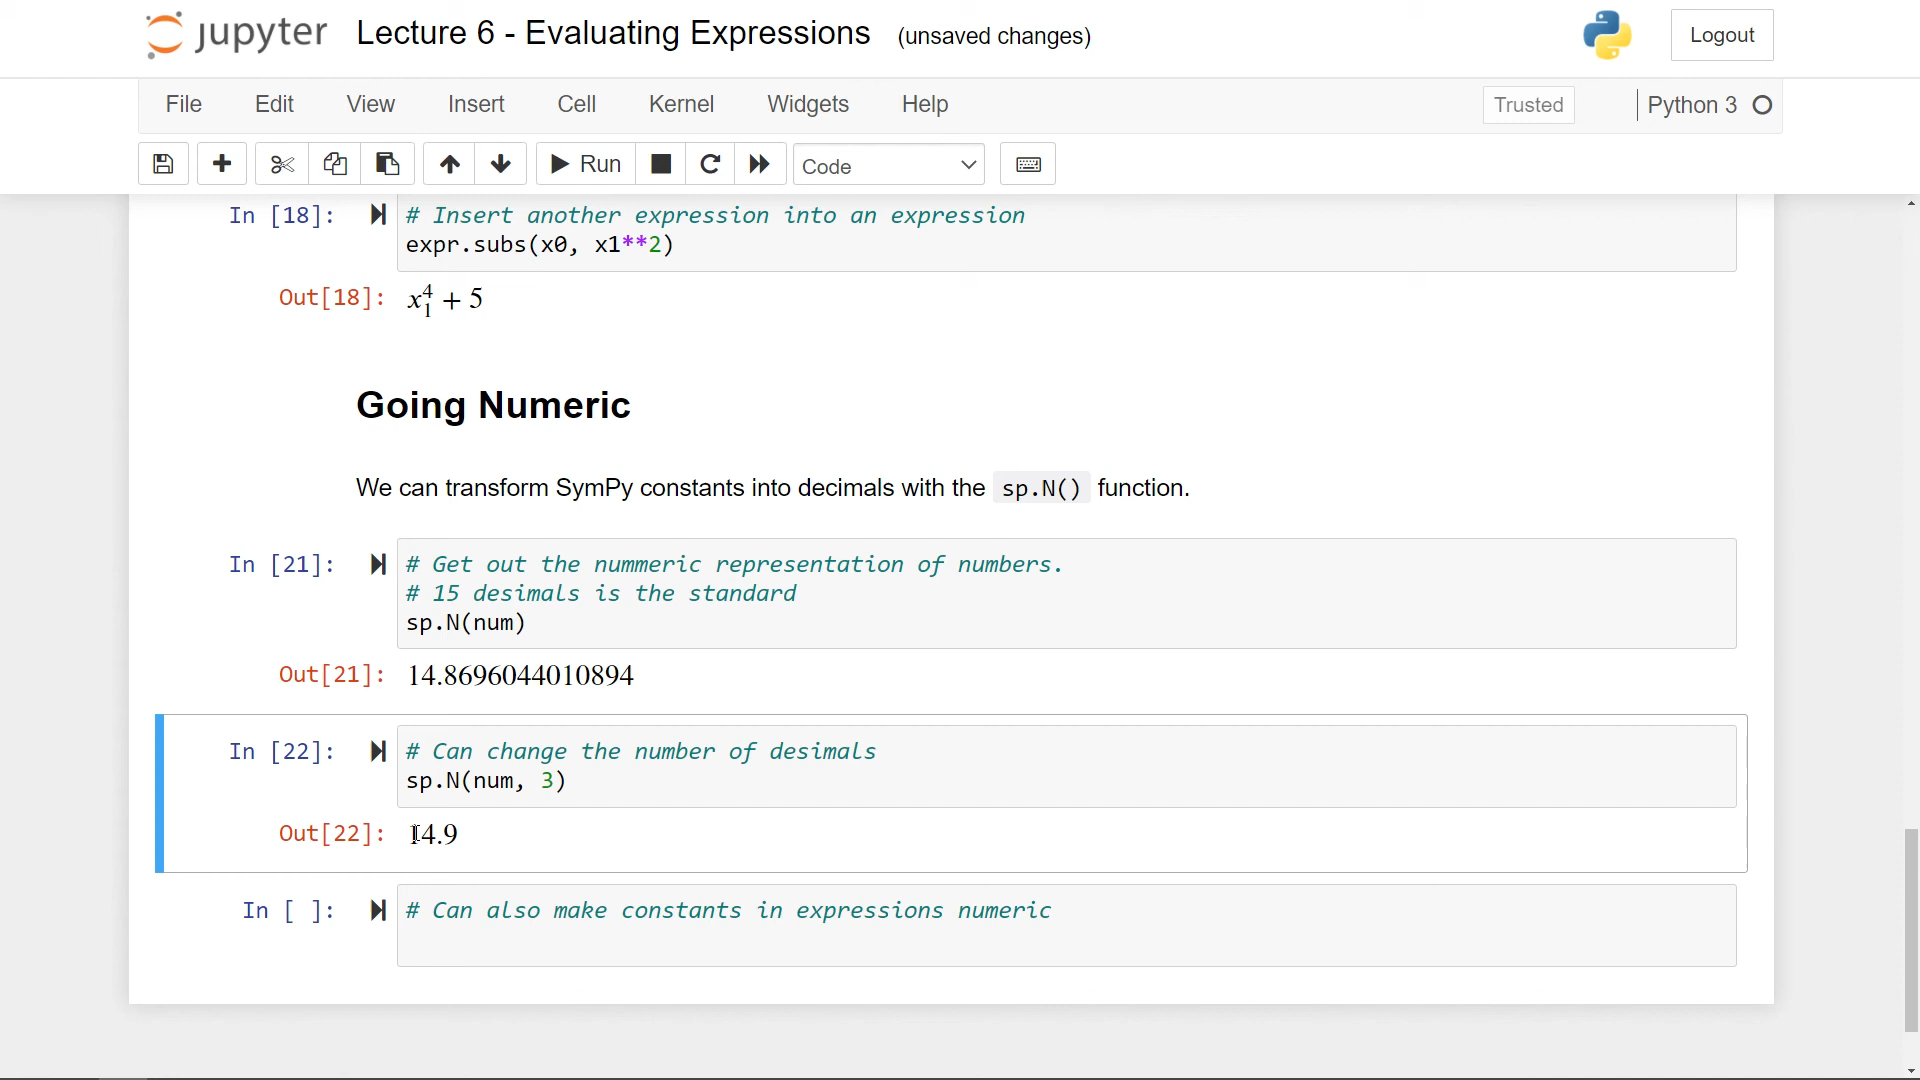 jupyter Lecture 6 - Evaluating Expressions (unsaved changes) Logout
File Edit View Insert Cell Kernel Widgets Help Trusted Python 3
Run Code
In [18]: # Insert another expression into an expression
expr.subs(x0, x1**2)
Out[18]: x₁⁴ + 5
Going Numeric
We can transform SymPy constants into decimals with the sp.N() function.
In [21]: # Get out the nummeric representation of numbers.
# 15 desimals is the standard
sp.N(num)
Out[21]: 14.8696044010894
In [22]: # Can change the number of desimals
sp.N(num, 3)
Out[22]: 14.9
In [ ]: # Can also make constants in expressions numeric